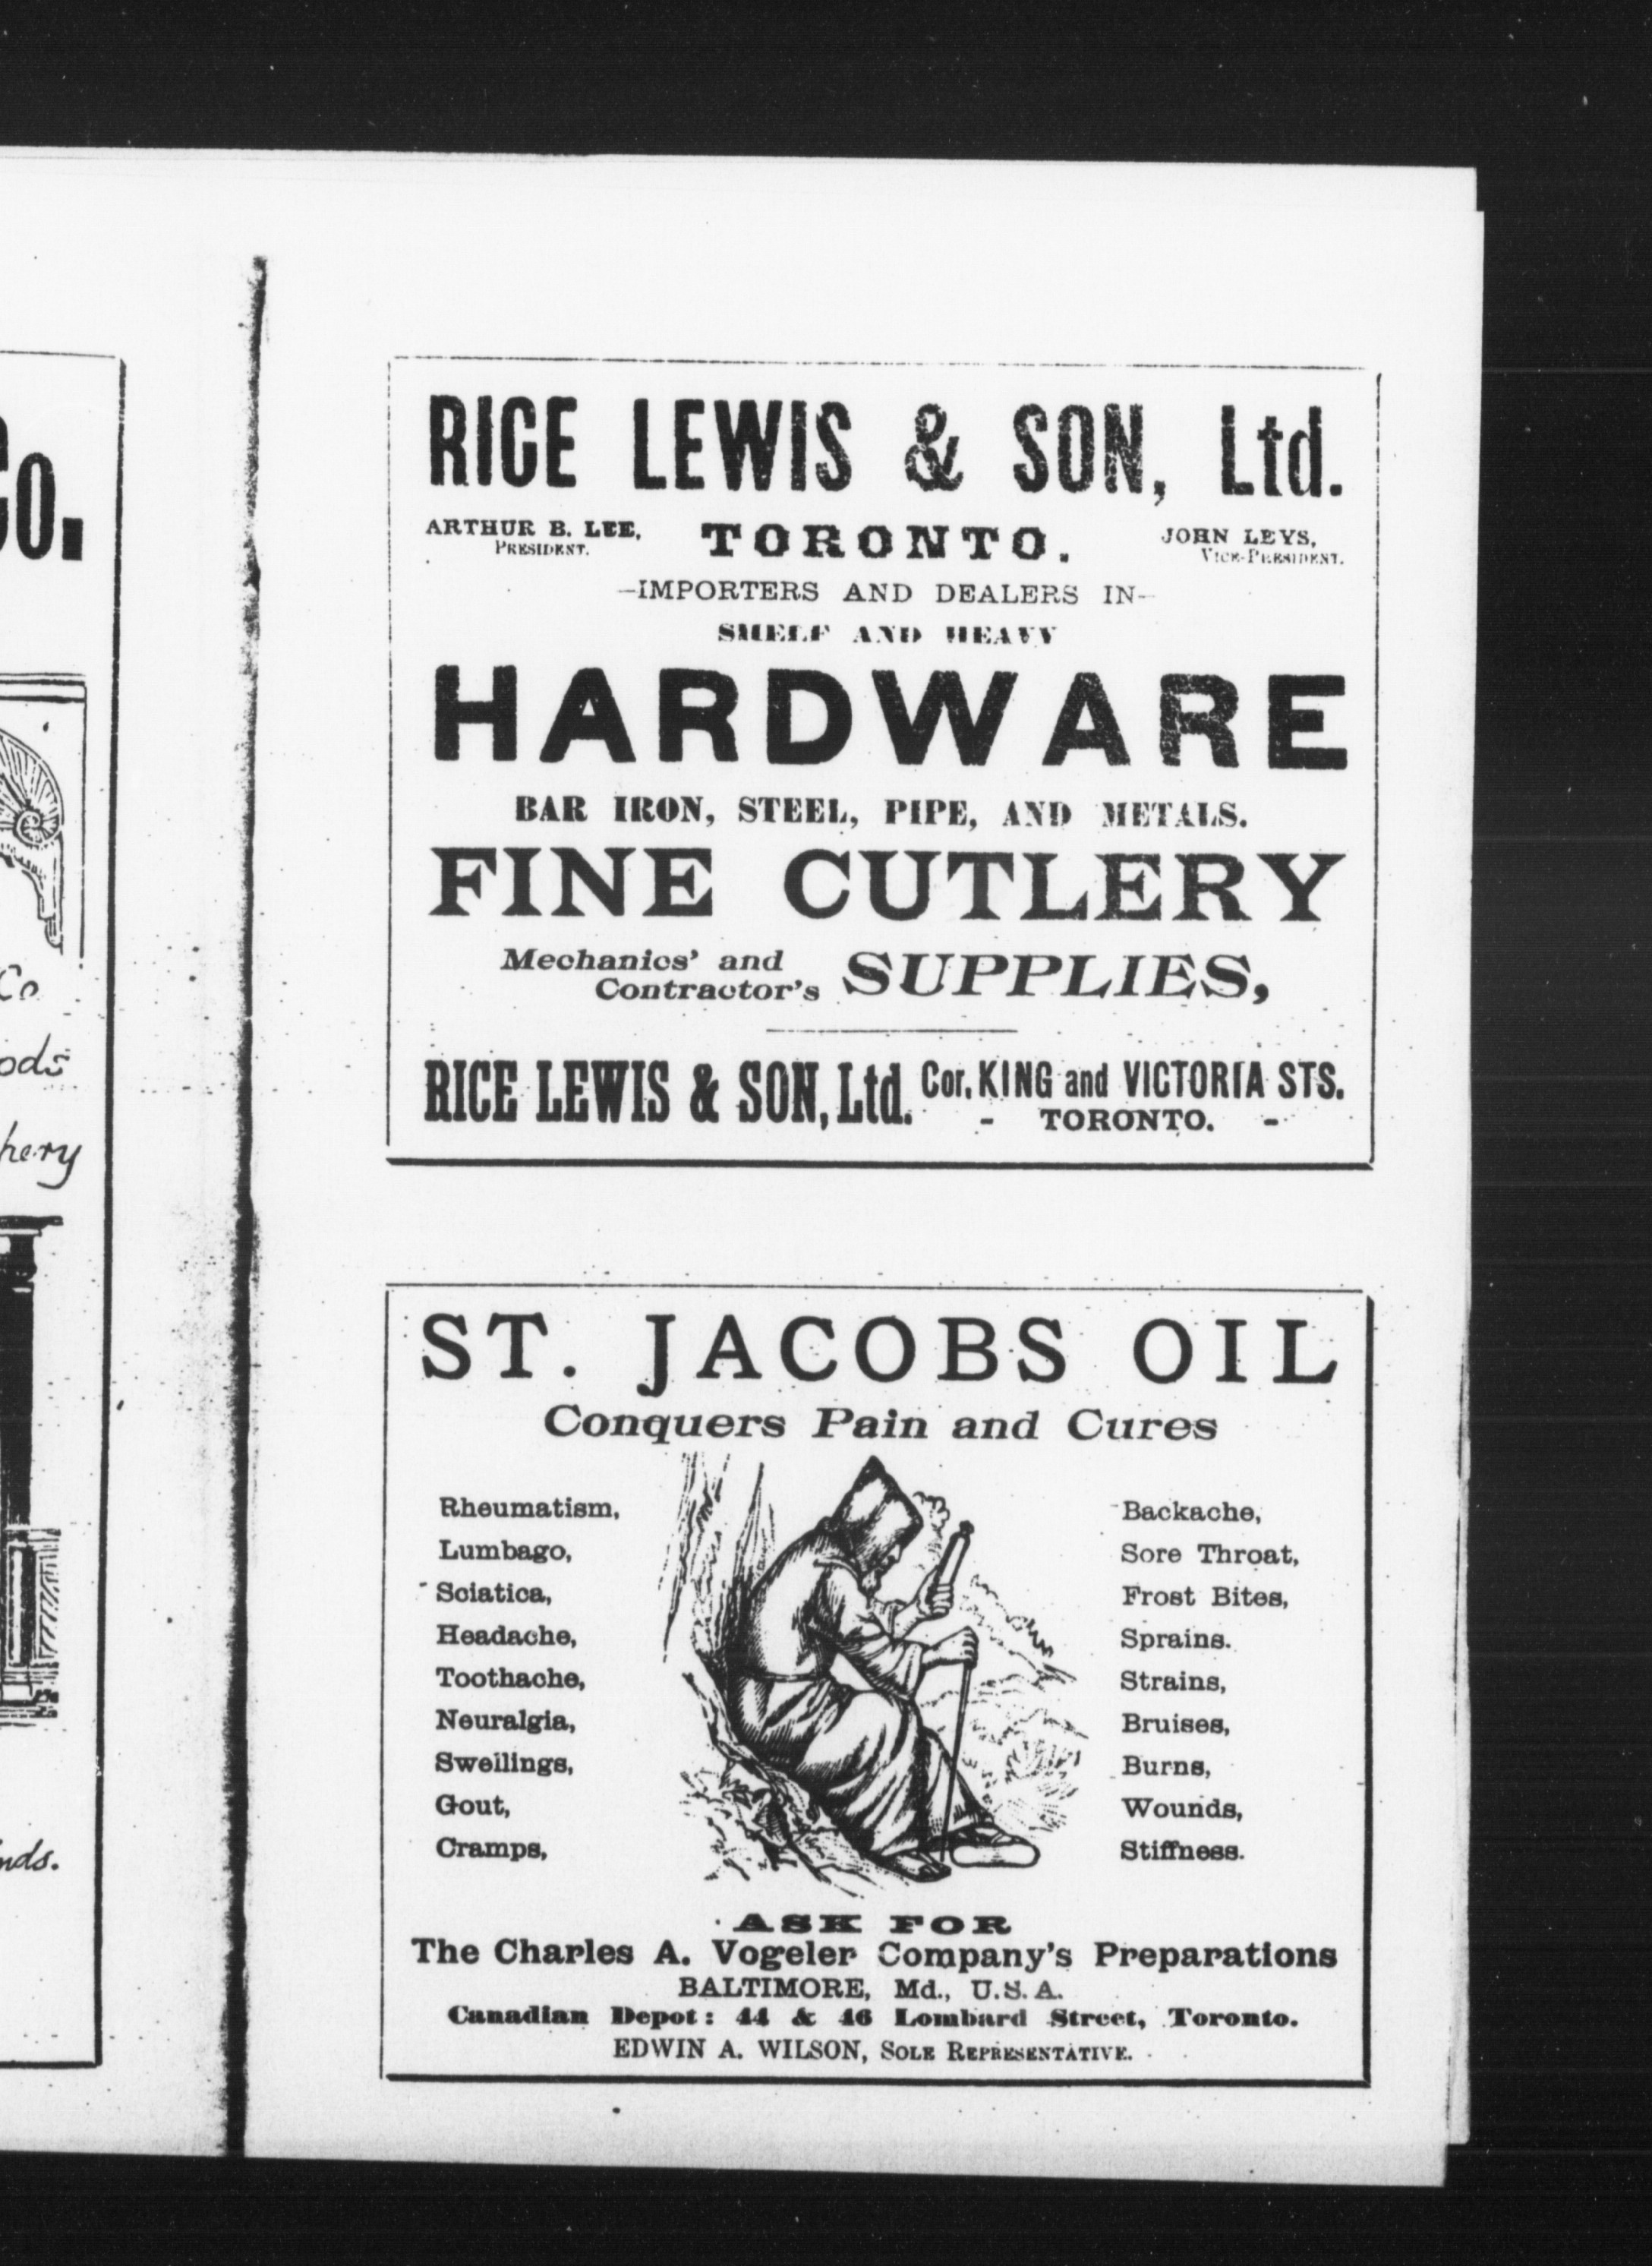 Co.
Co
hery
RICE LEWIS & SON, Ltd.
ARTHUR B. LEE,
PRESIDENT.
TORONTO.
JOHN LEYS,
VICE-PRESIDENT.
–IMPORTERS AND DEALERS IN–
SHELF AND HEAVY
HARDWARE
BAR IRON, STEEL, PIPE, AND METALS.
FINE CUTLERY
Mechanics' and
Contractor's
SUPPLIES,
RICE LEWIS & SON, Ltd.
Cor. KING and VICTORIA STS.
- TORONTO. -
ST. JACOBS OIL
Conquers Pain and Cures
Rheumatism,
Lumbago,
Sciatica,
Headache,
Toothache,
Neuralgia,
Swellings,
Gout,
Cramps,
Backache,
Sore Throat,
Frost Bites,
Sprains.
Strains,
Bruises,
Burns,
Wounds,
Stiffness.
ASK FOR
The Charles A. Vogeler Company's Preparations
BALTIMORE, Md., U.S.A.
Canadian Depot: 44 & 46 Lombard Street, Toronto.
EDWIN A. WILSON, SOLE REPRESENTATIVE.